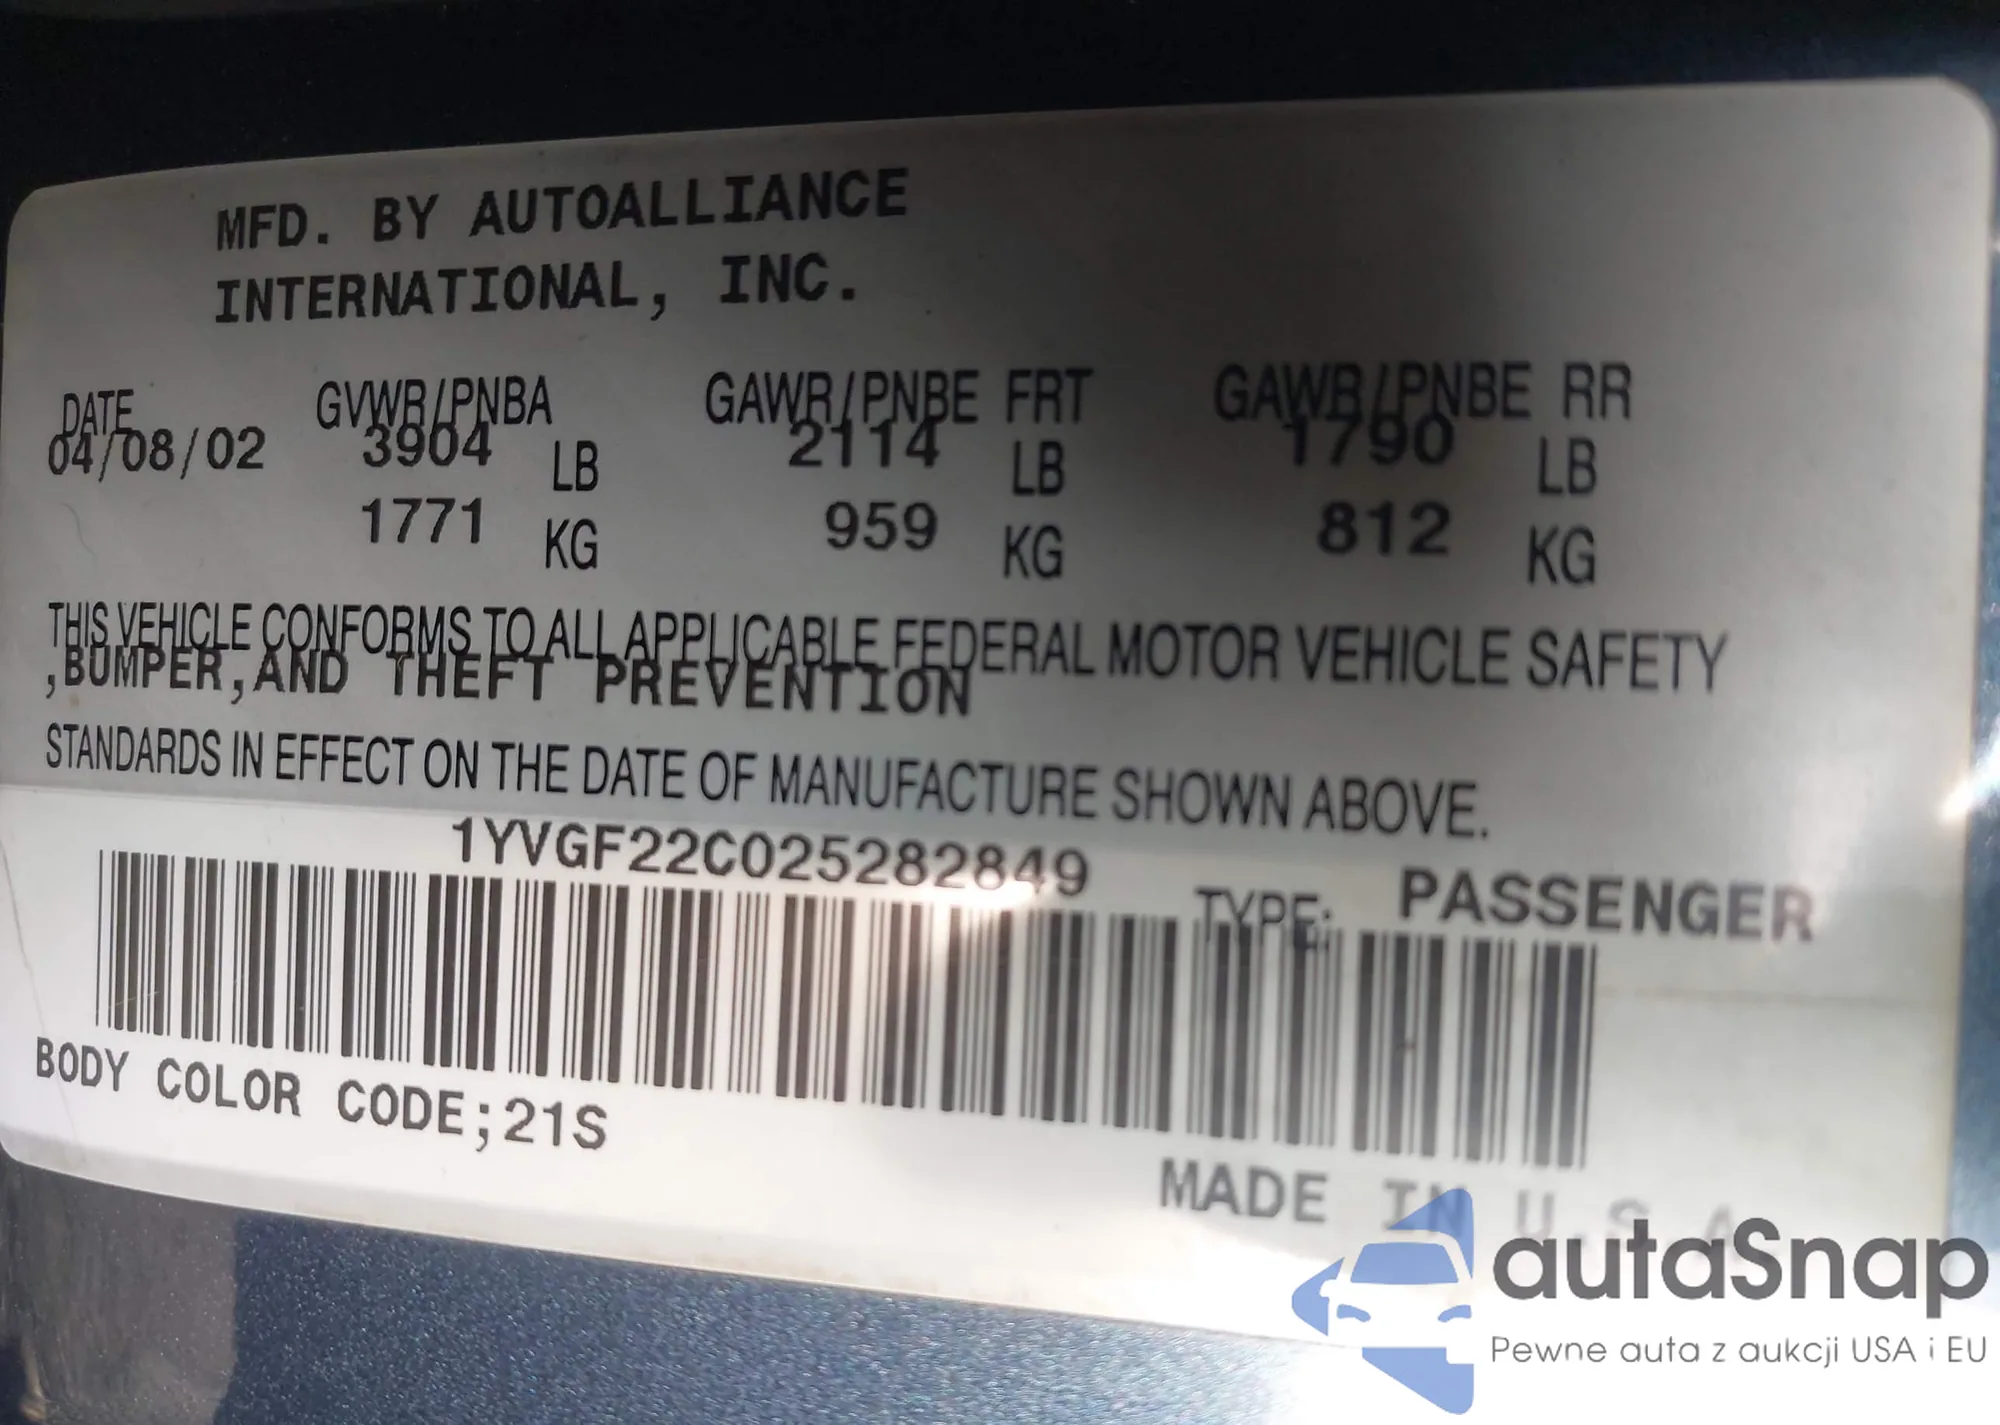 MFD. BY AUTOALLIANCE
INTERNATIONAL, INC.
DATE GVWR/PNBA GAWR/PNBE FRT GAWR/PNBE RR
04/08/02 3904 LB 2114 LB 1790 LB
1771 KG 959 KG 812 KG
THIS VEHICLE CONFORMS TO ALL APPLICABLE FEDERAL MOTOR VEHICLE SAFETY
,BUMPER,AND THEFT PREVENTION
STANDARDS IN EFFECT ON THE DATE OF MANUFACTURE SHOWN ABOVE.
1YVGF22C025282849
TYPE: PASSENGER
BODY COLOR CODE;21S
MADE IN U.S.A
autaSnap
Pewne auta z aukcji USA i EU